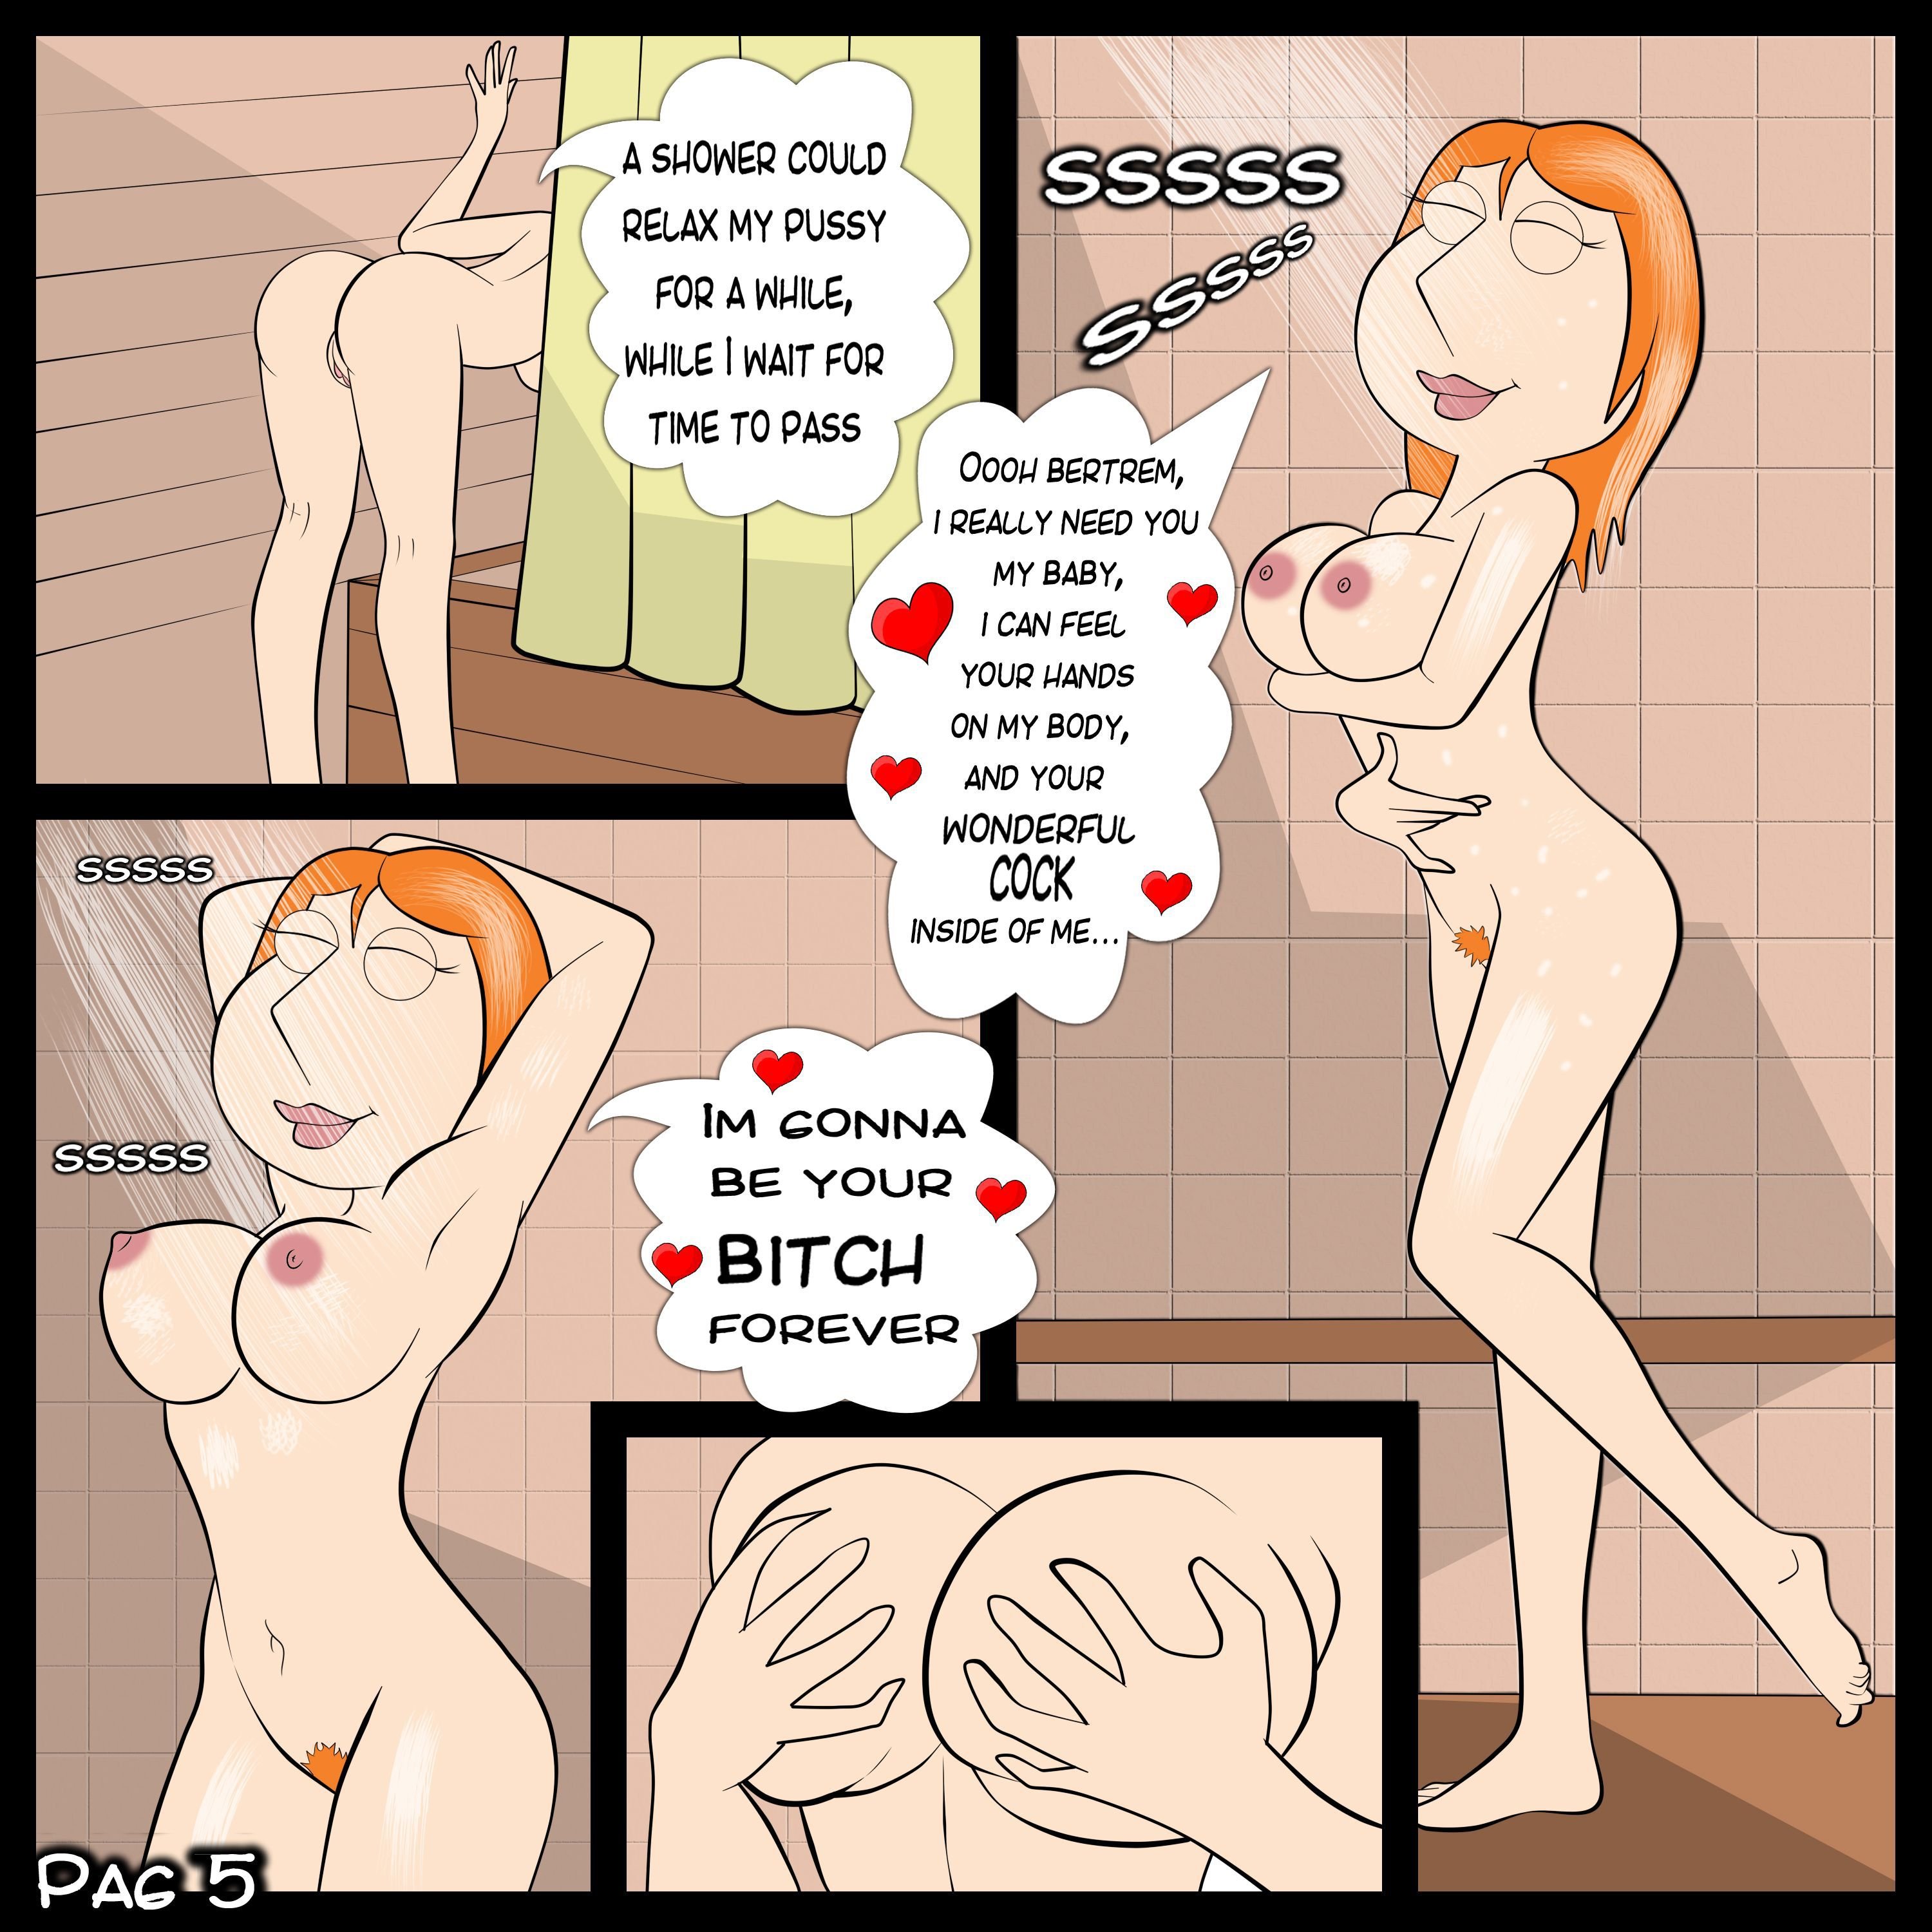 A SHOWER COULD
RELAX MY PUSSY
FOR A WHILE,
WHILE I WAIT FOR
TIME TO PASS
SSSSS
SSSSSS
OOOH BERTREM,
I REALLY NEED YOU
MY BABY,
I CAN FEEL
YOUR HANDS
ON MY BODY,
AND YOUR
WONDERFUL
COCK
INSIDE OF ME...
SSSSS
SSSSS
IM GONNA
BE YOUR
BITCH
FOREVER
PAG 5